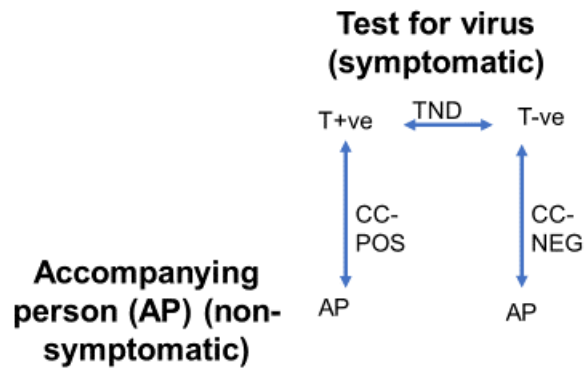 Test for virus
(symptomatic)
T+ve
TND
T-ve
CC-
POS
CC-
NEG
Accompanying
person (AP) (non-
symptomatic)
AP
AP